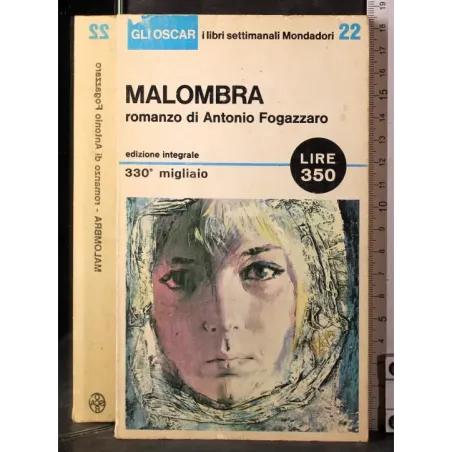 GLI OSCAR i libri settimanali Mondadori 22
MALOMBRA
romanzo di Antonio Fogazzaro
edizione integrale
330° migliaio
LIRE
350
22
MALOMBRA - romanzo di Antonio Fogazzaro